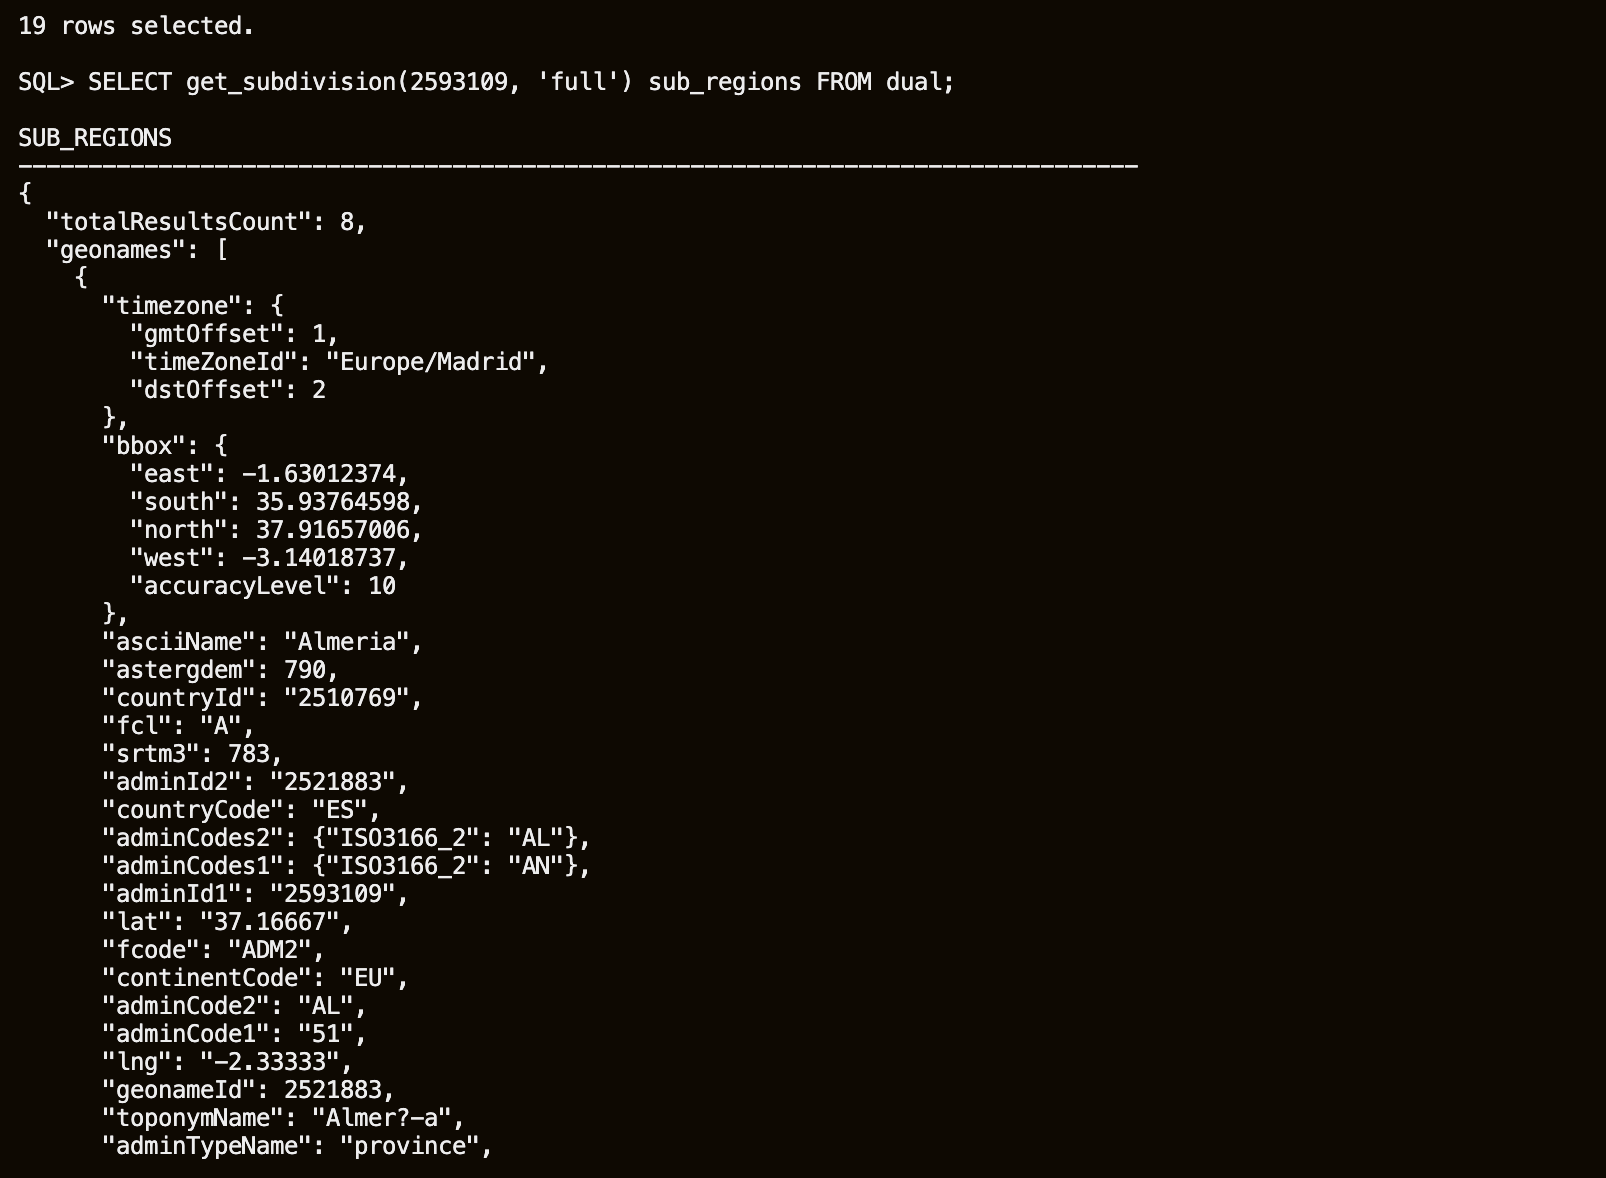 19 rows selected.
SQL> SELECT get_subdivision(2593109, 'full') sub_regions FROM dual;
SUB_REGIONS
--------------------------------------------------------------------------------
{
  "totalResultsCount": 8,
  "geonames": [
    {
      "timezone": {
        "gmtOffset": 1,
        "timeZoneId": "Europe/Madrid",
        "dstOffset": 2
      },
      "bbox": {
        "east": -1.63012374,
        "south": 35.93764598,
        "north": 37.91657006,
        "west": -3.14018737,
        "accuracyLevel": 10
      },
      "asciiName": "Almeria",
      "astergdem": 790,
      "countryId": "2510769",
      "fcl": "A",
      "srtm3": 783,
      "adminId2": "2521883",
      "countryCode": "ES",
      "adminCodes2": {"ISO3166_2": "AL"},
      "adminCodes1": {"ISO3166_2": "AN"},
      "adminId1": "2593109",
      "lat": "37.16667",
      "fcode": "ADM2",
      "continentCode": "EU",
      "adminCode2": "AL",
      "adminCode1": "51",
      "lng": "-2.33333",
      "geonameId": 2521883,
      "toponymName": "Almer?-a",
      "adminTypeName": "province",